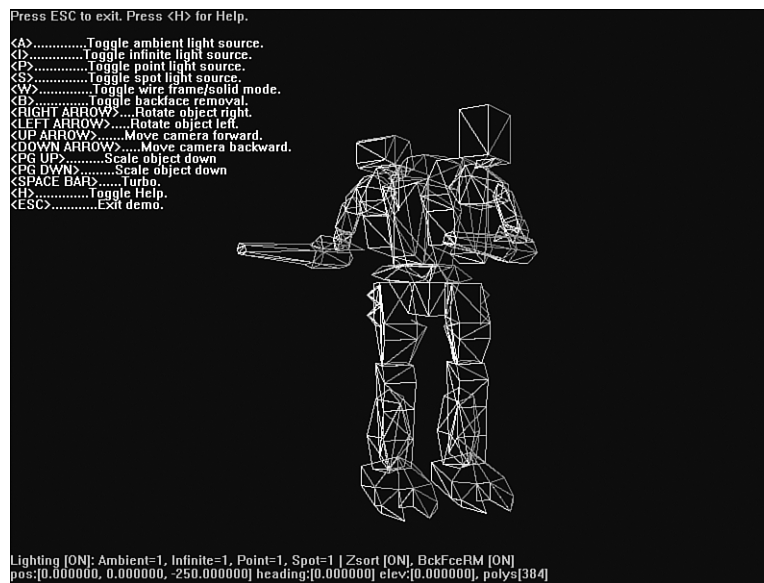 Press ESC to exit. Press <H> for Help.
<A>..............Toggle ambient light source.
<I>...............Toggle infinite light source.
<P>..............Toggle point light source.
<S>..............Toggle spot light source.
<W>..............Toggle wire frame/solid mode.
<B>..............Toggle backface removal.
<RIGHT ARROW>....Rotate object right.
<LEFT ARROW>.....Rotate object left.
<UP ARROW>.......Move camera forward.
<DOWN ARROW>.....Move camera backward.
<PG UP>..........Scale object down
<PG DWN>.........Scale object down
<SPACE BAR>......Turbo.
<H>..............Toggle Help.
<ESC>............Exit demo.
Lighting [ON]: Ambient=1, Infinite=1, Point=1, Spot=1 | Zsort [ON], BckFceRM [ON]
pos:[0.000000, 0.000000, -250.000000] heading:[0.000000] elev:[0.000000], polys[384]